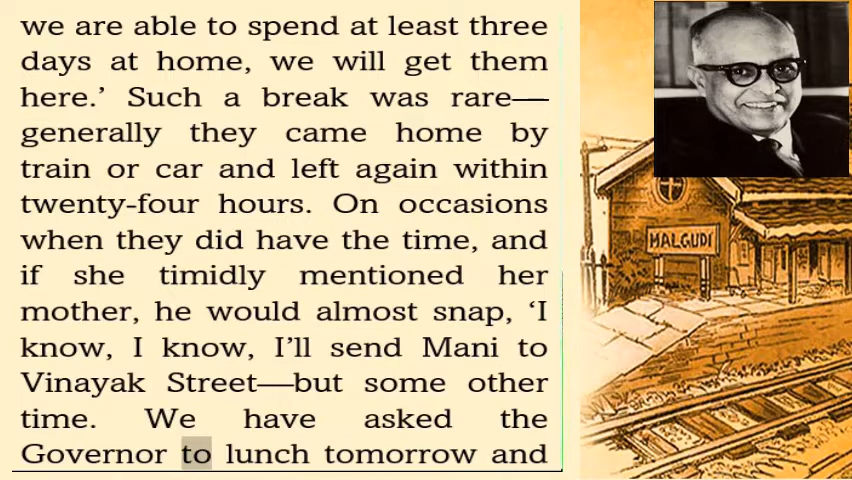 we are able to spend at least three
days at home, we will get them
here.’ Such a break was rare—
generally they came home by
train or car and left again within
twenty-four hours. On occasions
when they did have the time, and
if she timidly mentioned her
mother, he would almost snap, ‘I
know, I know, I’ll send Mani to
Vinayak Street—but some other
time. We have asked the
Governor to lunch tomorrow and
MALGUDI